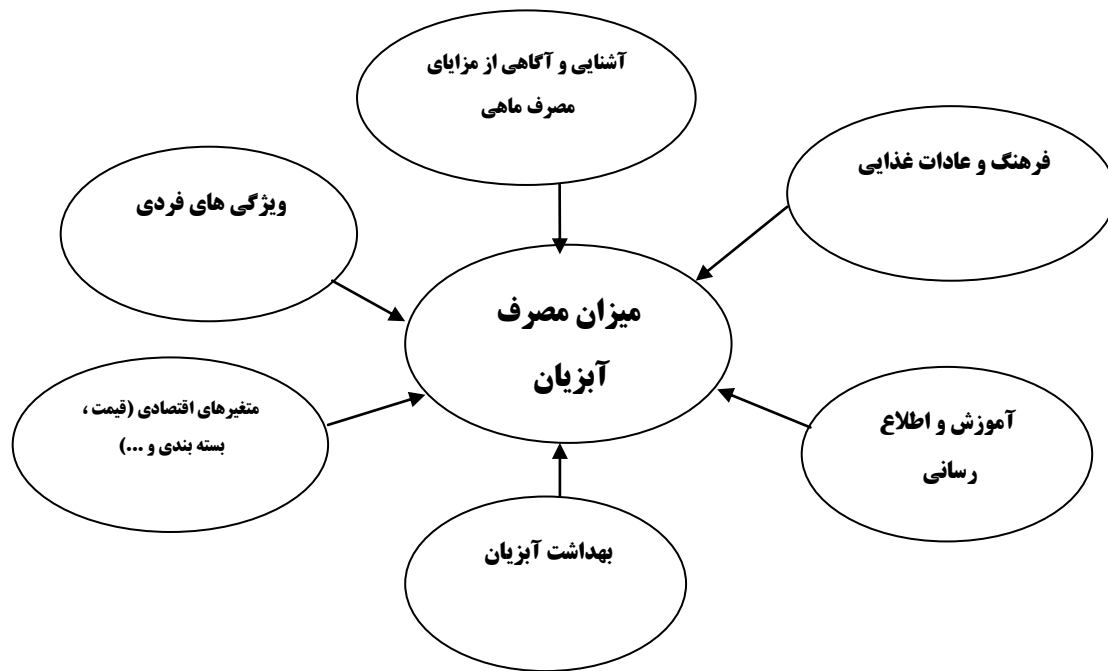 آشنایی و آگاهی از مزایای
مصرف ماهی
فرهنگ و عادات غذایی
ویژگی های فردی
میزان مصرف
آبزیان
متغیرهای اقتصادی (قیمت ،
بسته بندی و ...)
آموزش و اطلاع
رسانی
بهداشت آبزیان